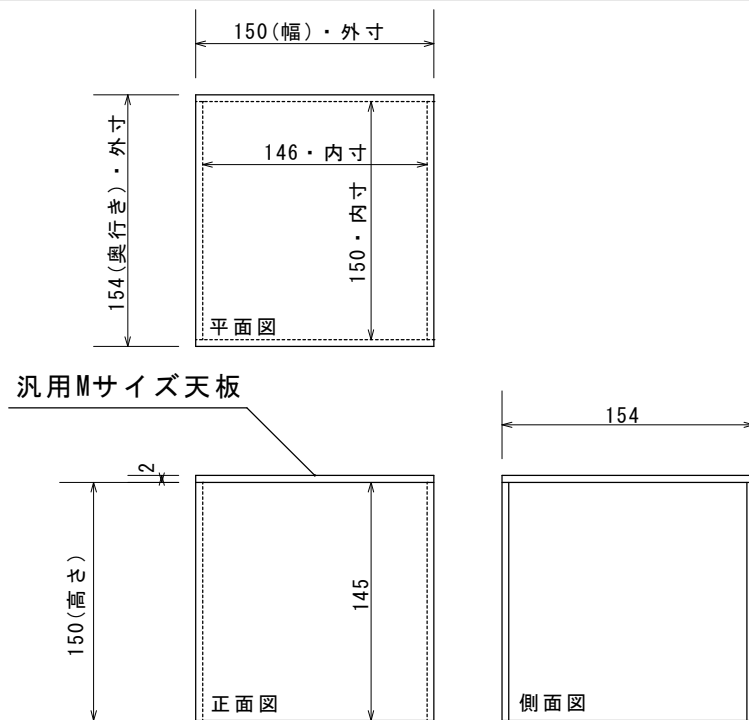 150(幅)・外寸
154(奥行き)・外寸
146・内寸
150・内寸
平面図
汎用Mサイズ天板
154
2
150(高さ)
145
正面図
側面図